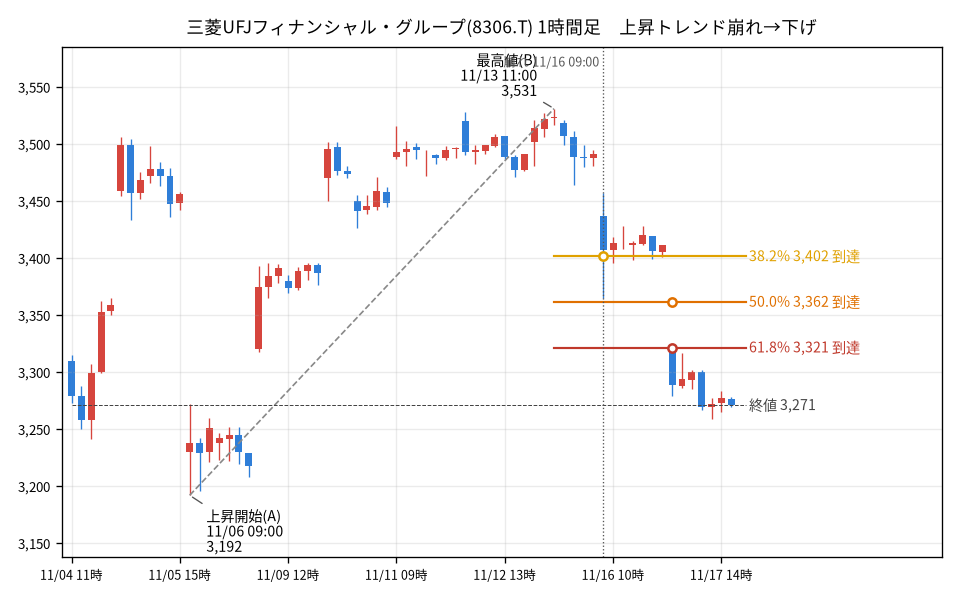 三菱UFJフィナンシャル・グループ(8306.T) 1時間足　上昇トレンド崩れ→下げ
最高値(B)
11/13 11:00
3,531
11/16 09:00
3,550
3,500
3,450
3,400
3,350
3,300
3,250
3,200
3,150
38.2% 3,402 到達
50.0% 3,362 到達
61.8% 3,321 到達
終値 3,271
上昇開始(A)
11/06 09:00
3,192
11/04 11時
11/05 15時
11/09 12時
11/11 09時
11/12 13時
11/16 10時
11/17 14時